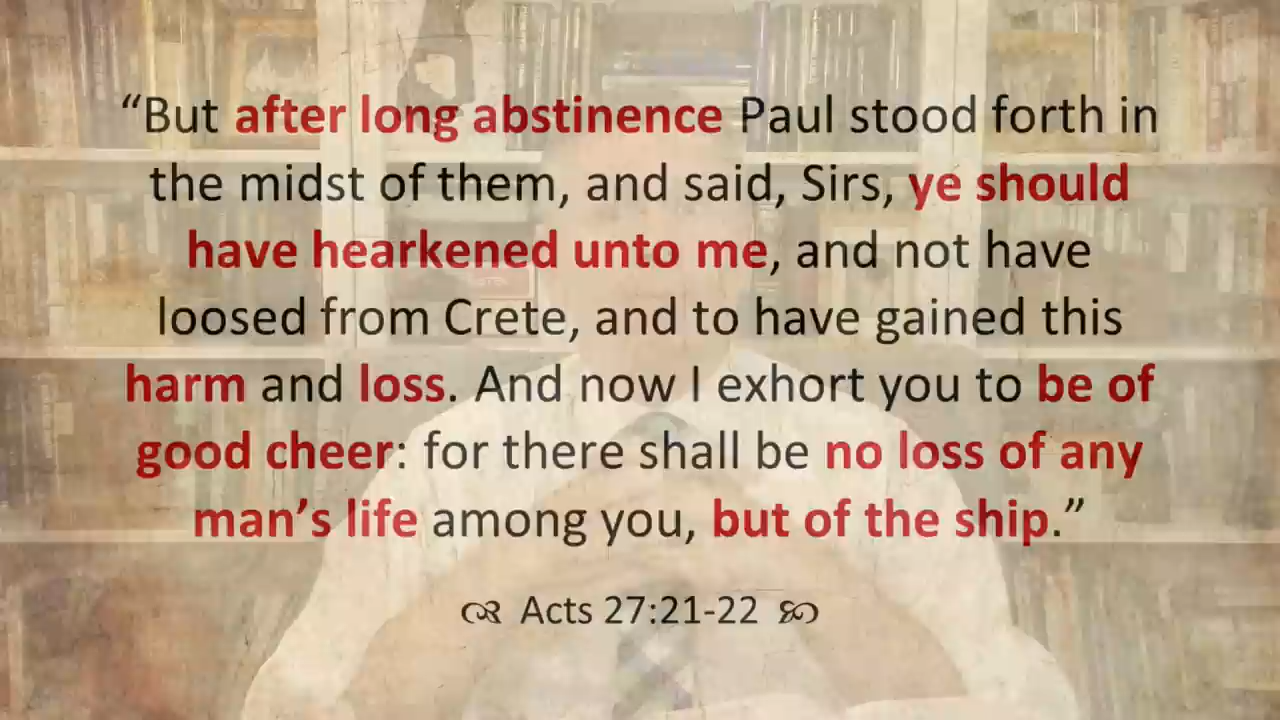 “But after long abstinence Paul stood forth in
the midst of them, and said, Sirs, ye should
have hearkened unto me, and not have
loosed from Crete, and to have gained this
harm and loss. And now I exhort you to be of
good cheer: for there shall be no loss of any
man’s life among you, but of the ship.”
Acts 27:21-22